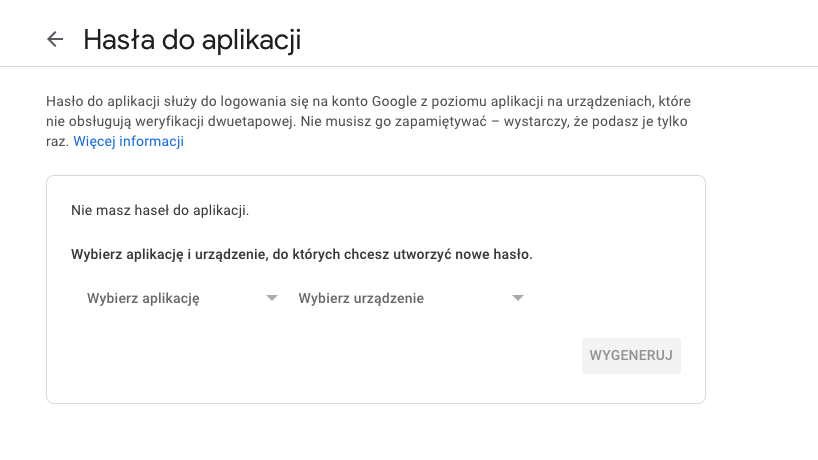 Hasła do aplikacji
Hasło do aplikacji służy do logowania się na konto Google z poziomu aplikacji na urządzeniach, które
nie obsługują weryfikacji dwuetapowej. Nie musisz go zapamiętywać – wystarczy, że podasz je tylko
raz. Więcej informacji
Nie masz haseł do aplikacji.
Wybierz aplikację i urządzenie, do których chcesz utworzyć nowe hasło.
Wybierz aplikację Wybierz urządzenie
WYGENERUJ